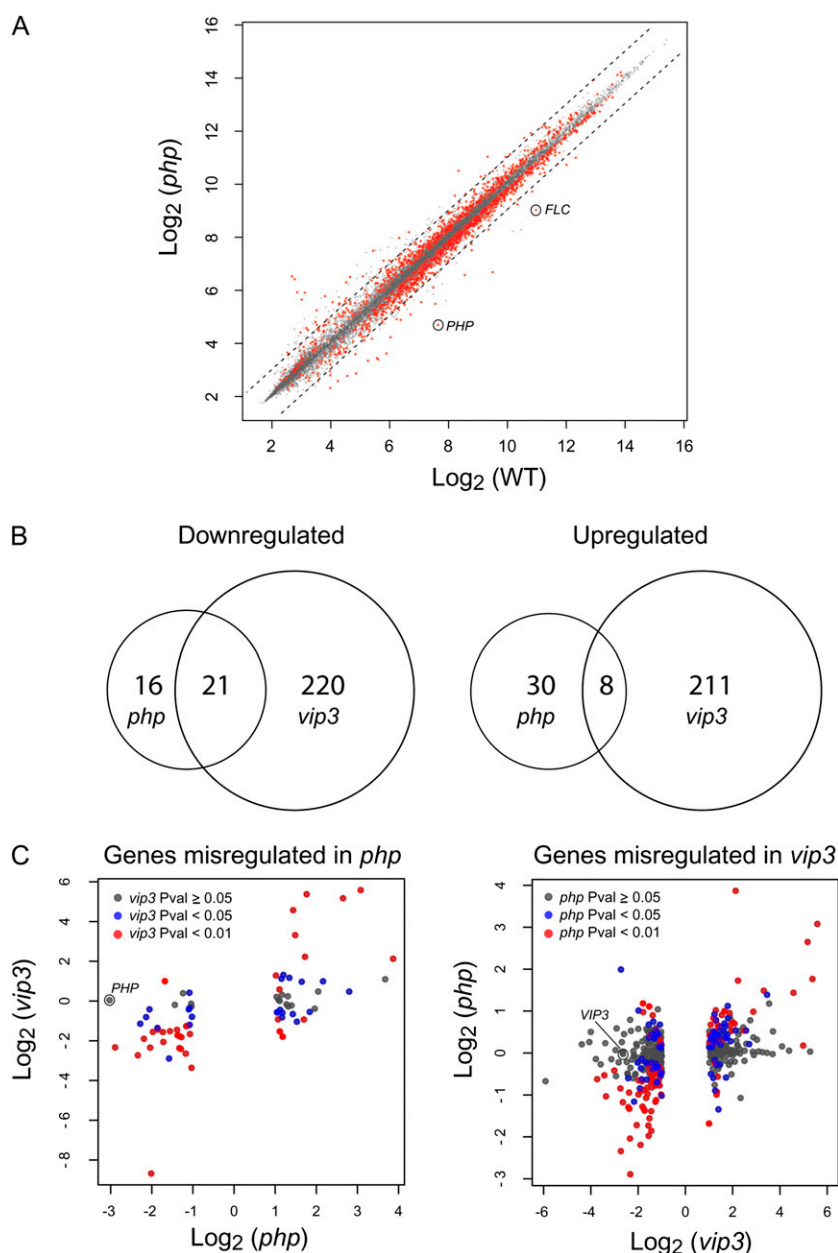 A
Log2 (php)
16
14
12
10
8
6
4
2
FLC
PHP
2 4 6 8 10 12 14 16
Log2 (WT)
B
Downregulated
16
php
21
220
vip3
Upregulated
30
php
8
211
vip3
C
Genes misregulated in php
Log2 (vip3)
6
4
2
0
-2
-4
-6
-8
vip3 Pval ≥ 0.05
vip3 Pval < 0.05
vip3 Pval < 0.01
PHP
-3 -2 -1 0 1 2 3 4
Log2 (php)
Genes misregulated in vip3
Log2 (php)
4
3
2
1
0
-1
-2
-3
php Pval ≥ 0.05
php Pval < 0.05
php Pval < 0.01
VIP3
-6 -4 -2 0 2 4 6
Log2 (vip3)